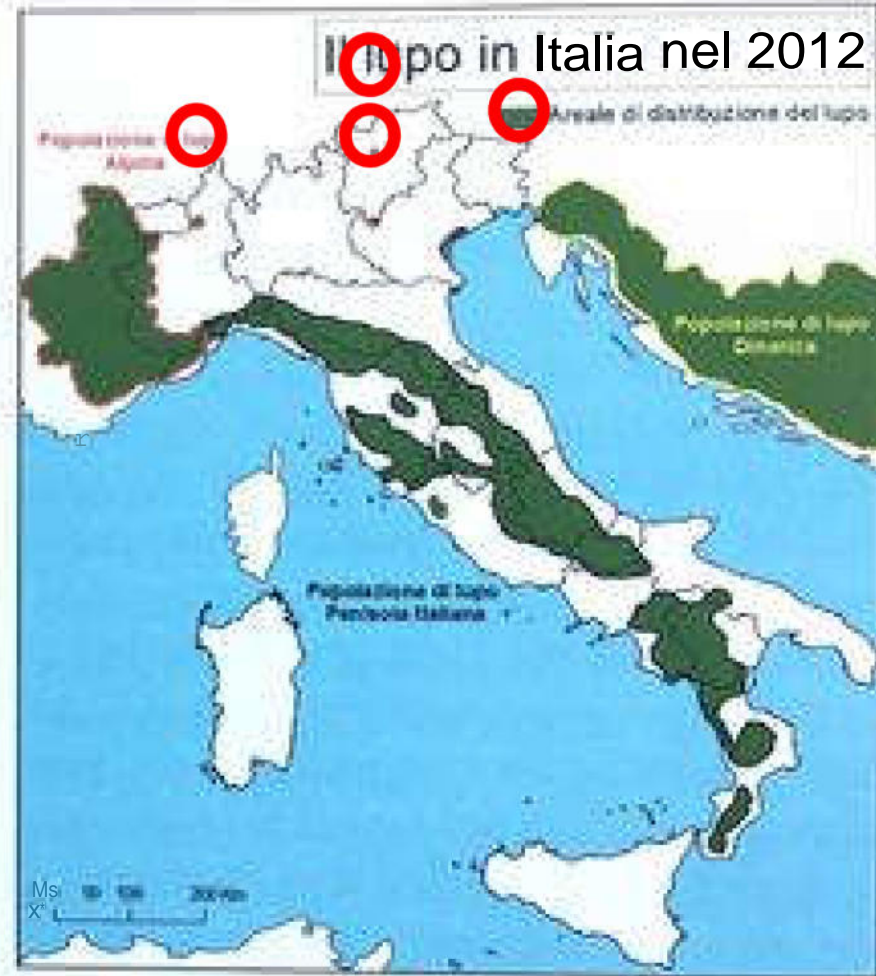 Il lupo in Italia nel 2012
Areale di distribuzione del lupo
Popolazione lupo
Alpina
Popolazione di lupo
Dinarica
Popolazione di lupo
Penisola Italiana
200 Km